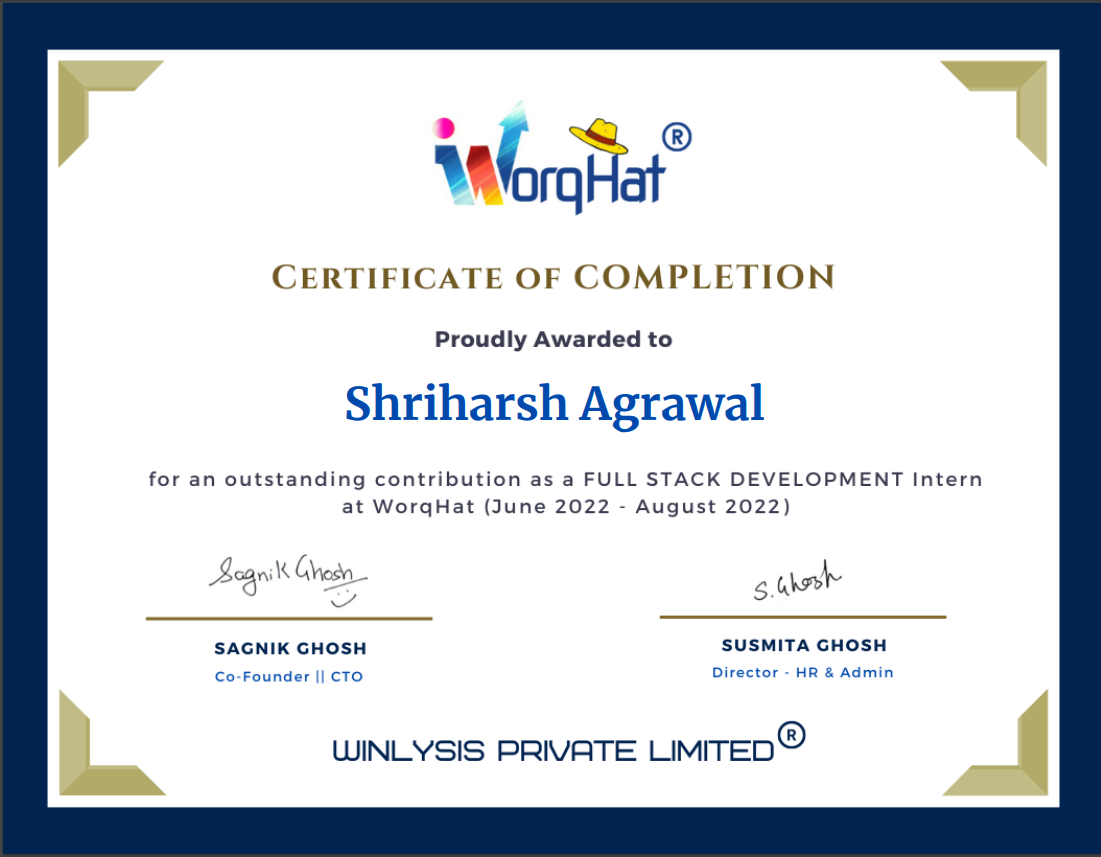 WorqHat ®
CERTIFICATE OF COMPLETION
Proudly Awarded to
Shriharsh Agrawal
for an outstanding contribution as a FULL STACK DEVELOPMENT Intern
at WorqHat (June 2022 - August 2022)
Sagnik Ghosh
S. Ghosh
SAGNIK GHOSH
SUSMITA GHOSH
Co-Founder || CTO
Director - HR & Admin
WINLYSIS PRIVATE LIMITED ®